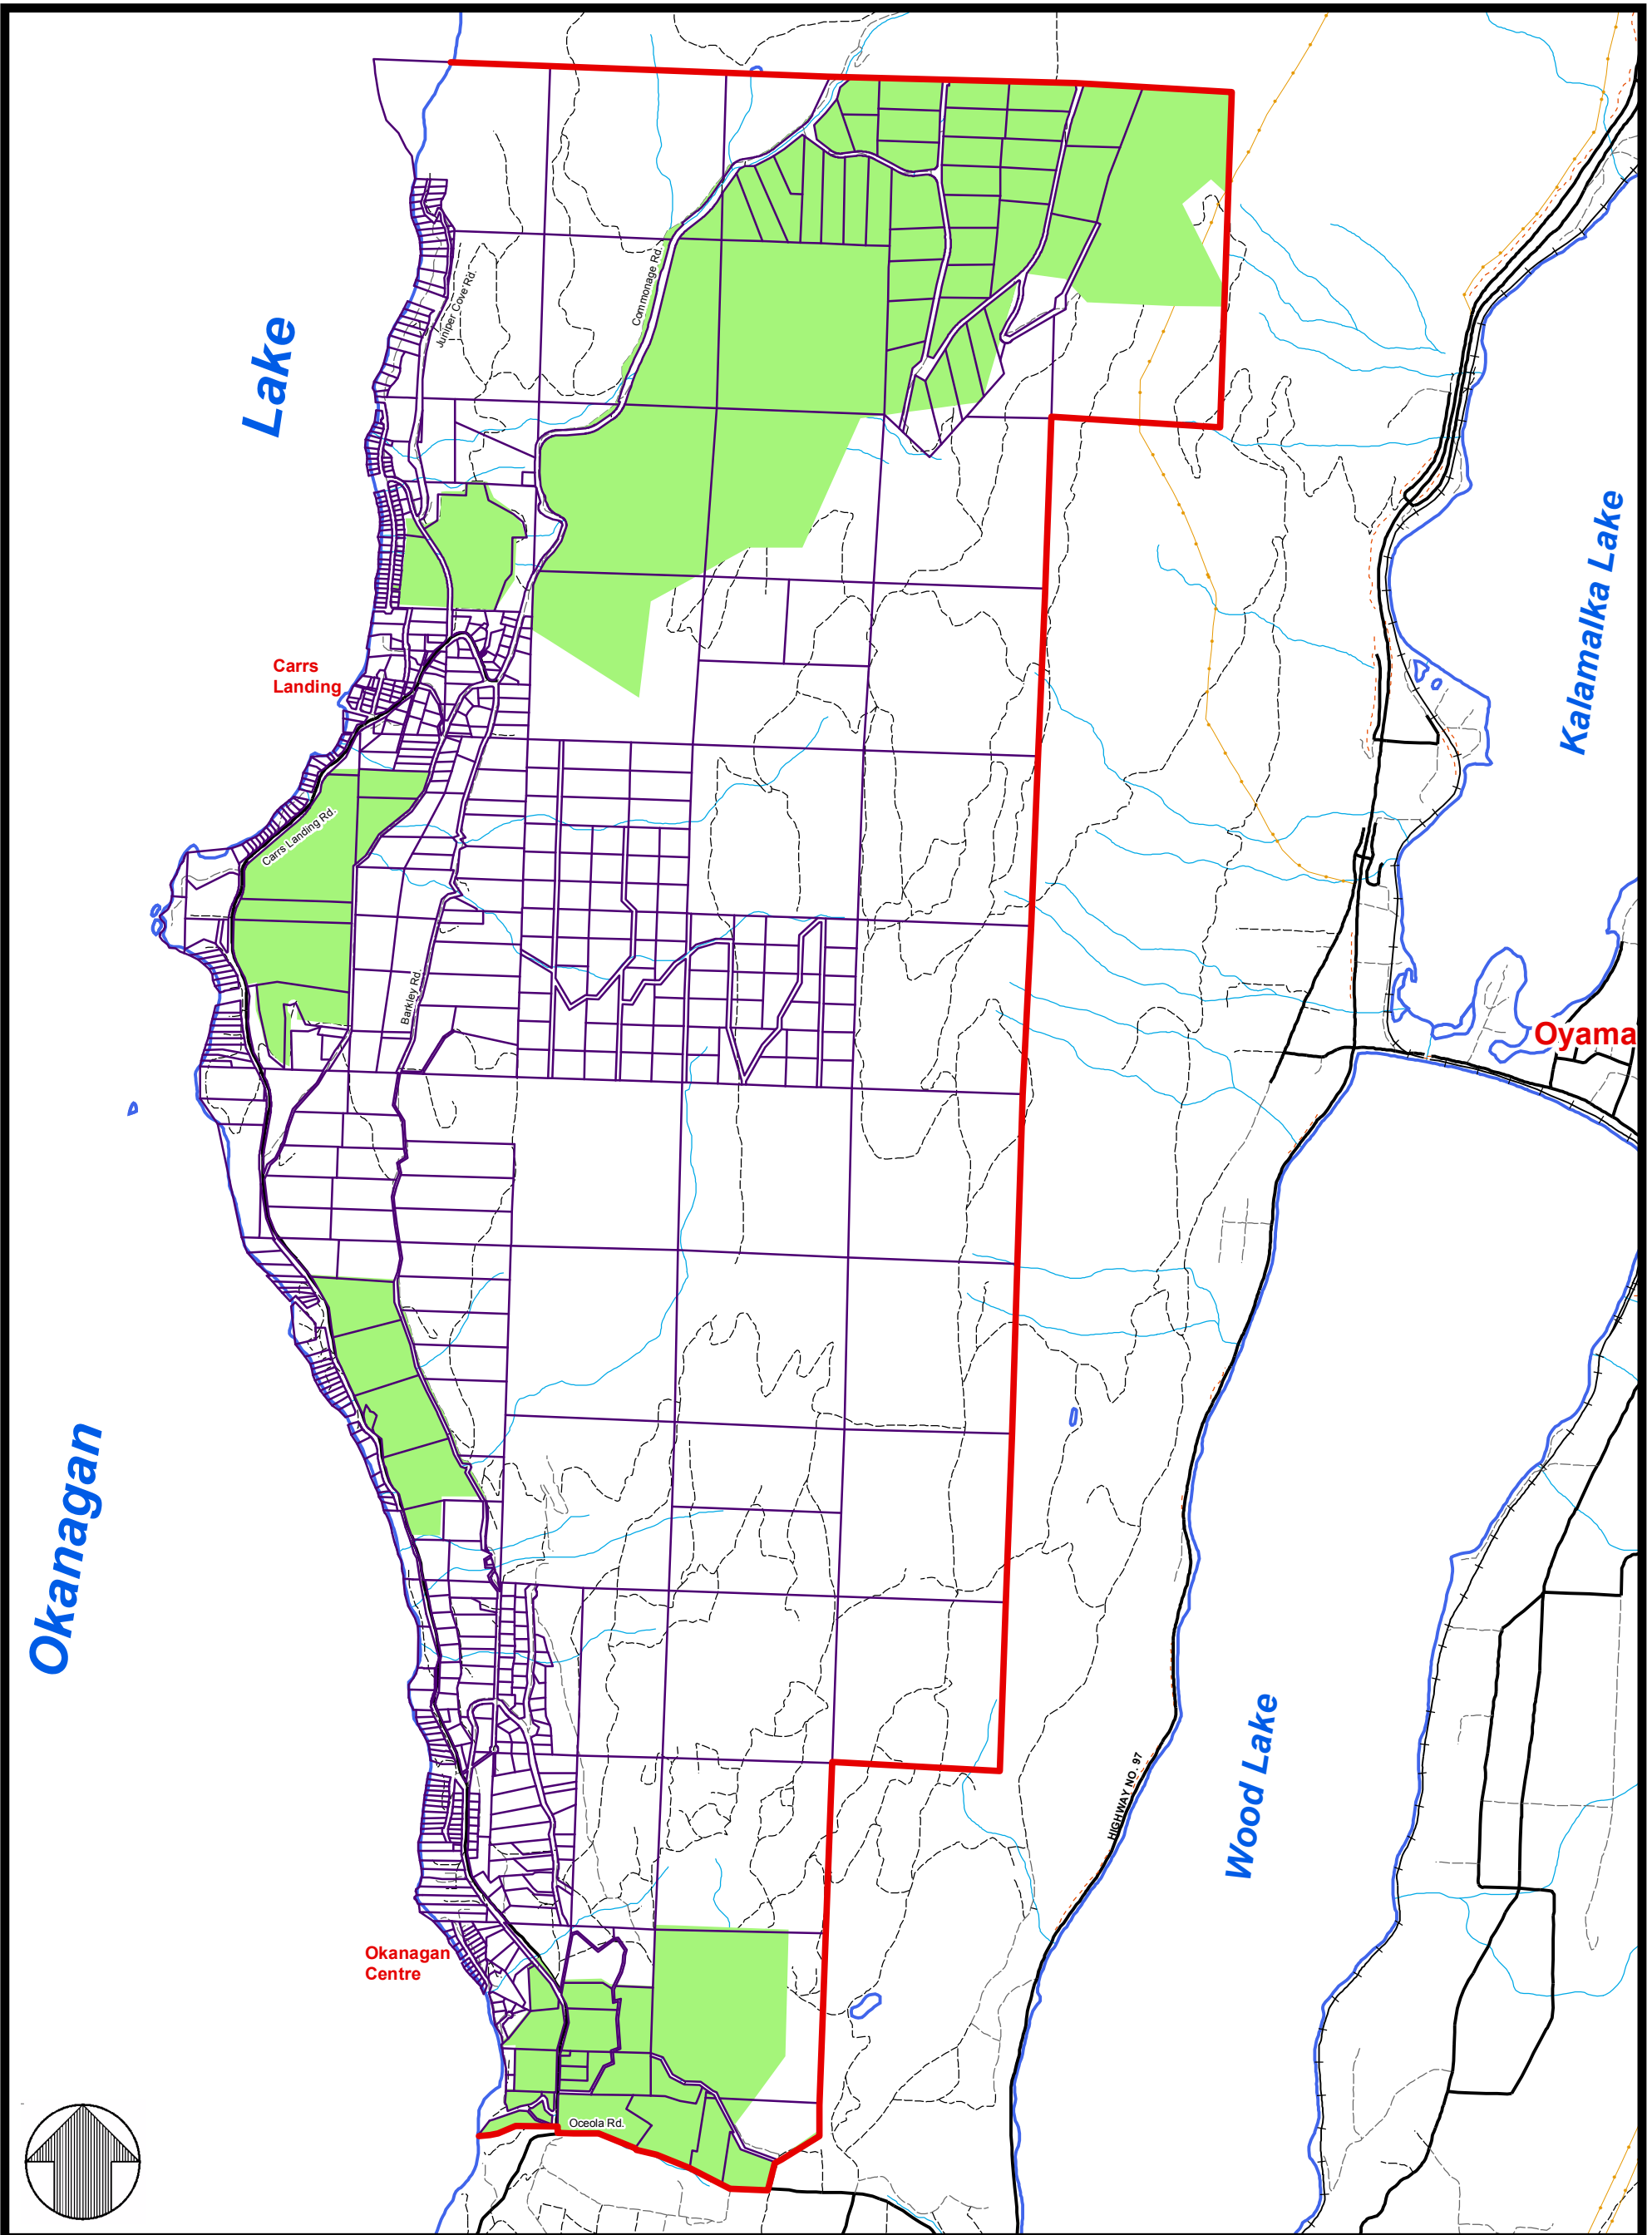 Lake
Juniper Cove Rd.
Commonage Rd.
Kalamalka Lake
Carrs
Landing
Carrs Landing Rd.
Barkley Rd.
Oyama
Okanagan
HIGHWAY NO. 97
Wood Lake
Okanagan
Centre
Oceola Rd.